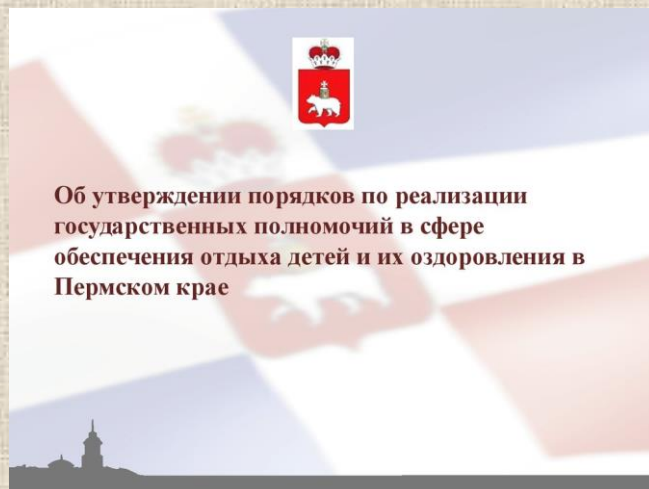 Об утверждении порядков по реализации
государственных полномочий в сфере
обеспечения отдыха детей и их оздоровления в
Пермском крае